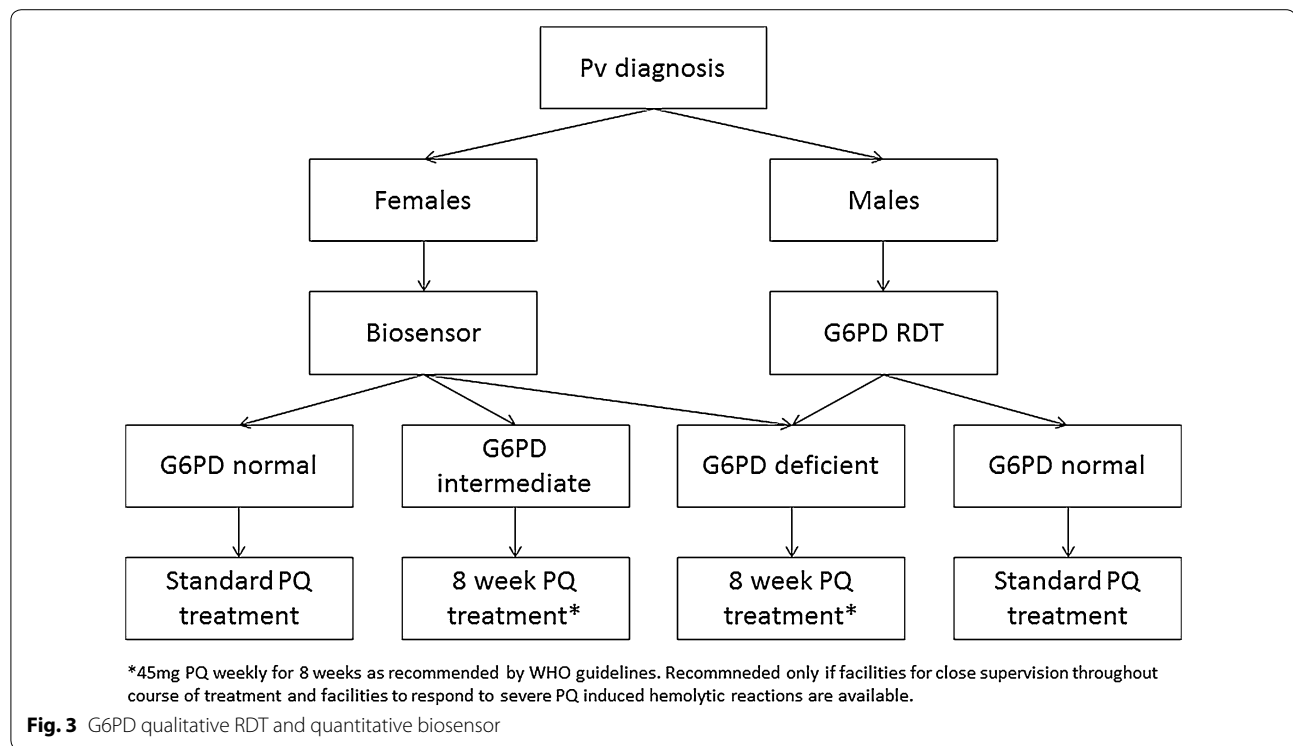 Pv diagnosis
Females
Males
Biosensor
G6PD RDT
G6PD normal
G6PD
intermediate
G6PD deficient
G6PD normal
Standard PQ
treatment
8 week PQ
treatment*
8 week PQ
treatment*
Standard PQ
treatment
*45mg PQ weekly for 8 weeks as recommended by WHO guidelines. Recommneded only if facilities for close supervision throughout
course of treatment and facilities to respond to severe PQ induced hemolytic reactions are available.
Fig. 3 G6PD qualitative RDT and quantitative biosensor